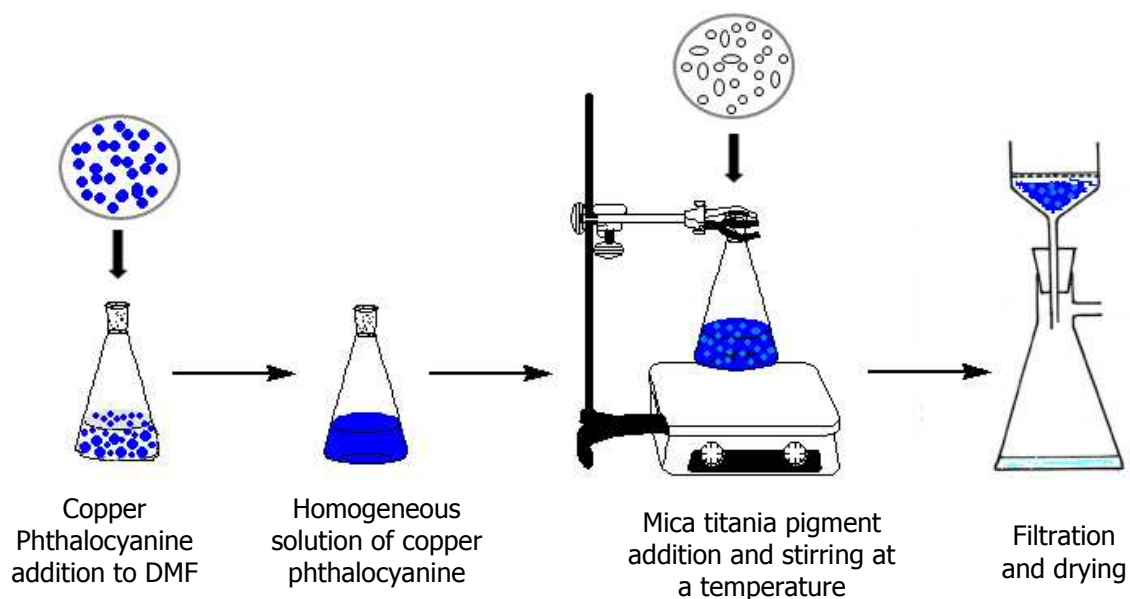 Copper
Phthalocyanine
addition to DMF
Homogeneous
solution of copper
phthalocyanine
Mica titania pigment
addition and stirring at
a temperature
Filtration
and drying